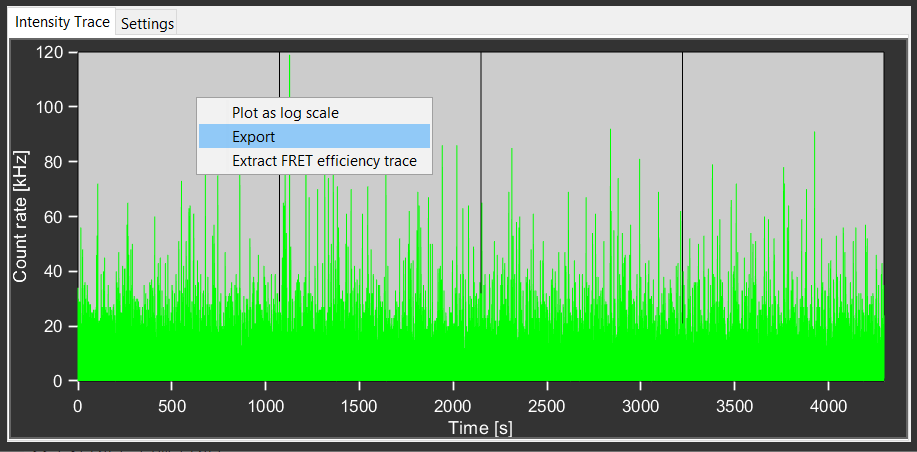 Intensity Trace Settings
120
100
80
60
40
20
0
Count rate [kHz]
Plot as log scale
Export
Extract FRET efficiency trace
0 500 1000 1500 2000 2500 3000 3500 4000
Time [s]